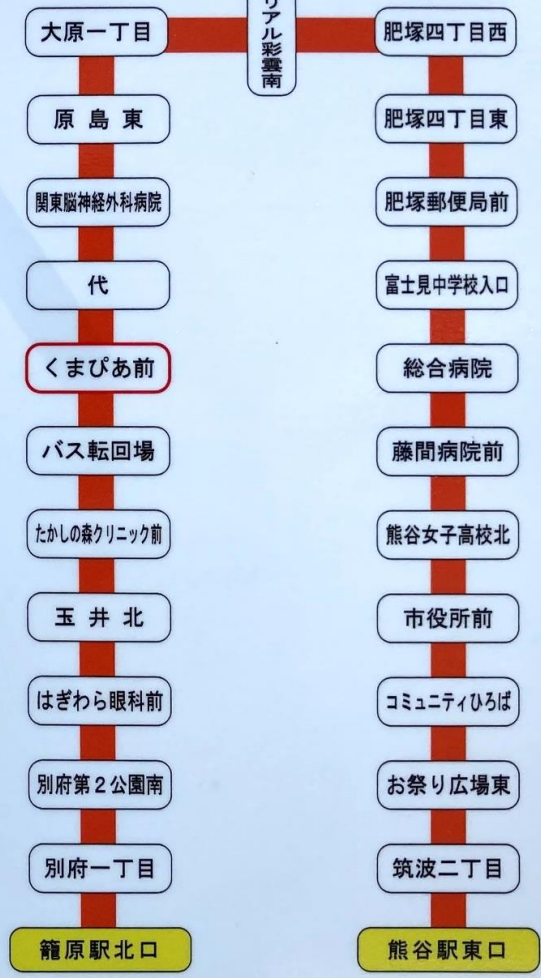 大原一丁目
リアル彩雲南
肥塚四丁目西
原島東
肥塚四丁目東
関東脳神経外科病院
肥塚郵便局前
代
富士見中学校入口
くまぴあ前
総合病院
バス転回場
藤間病院前
たかしの森クリニック前
熊谷女子高校北
玉井北
市役所前
はぎわら眼科前
コミュニティひろば
別府第2公園南
お祭り広場東
別府一丁目
筑波二丁目
籠原駅北口
熊谷駅東口